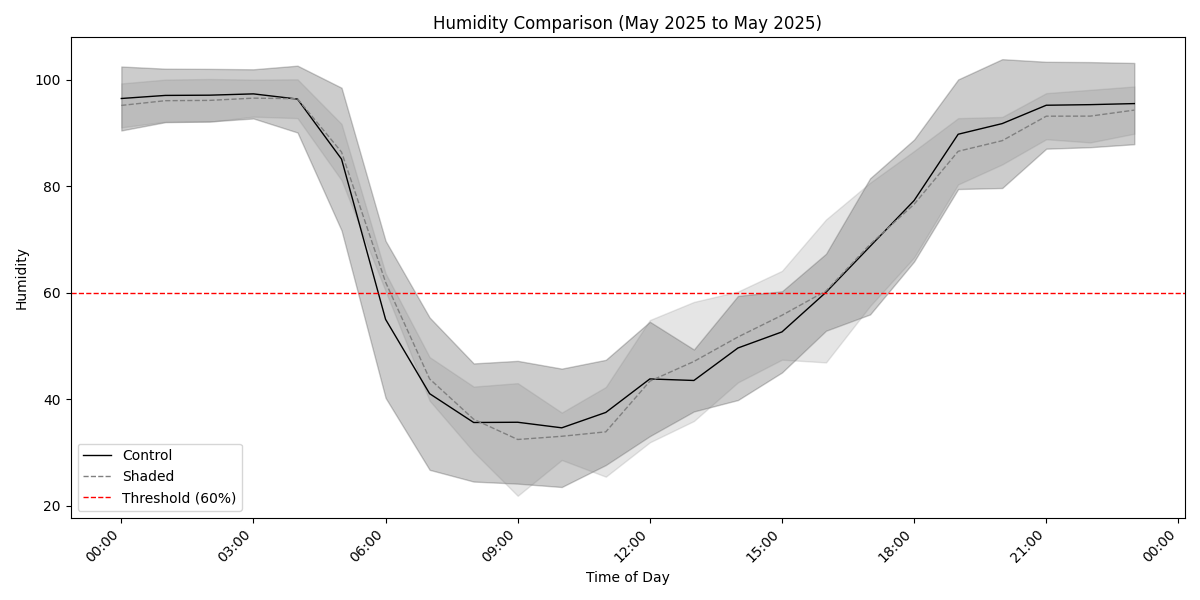 Humidity Comparison (May 2025 to May 2025)
Humidity
100
80
60
40
20
Control
Shaded
Threshold (60%)
00:00
03:00
06:00
09:00
12:00
15:00
18:00
21:00
00:00
Time of Day